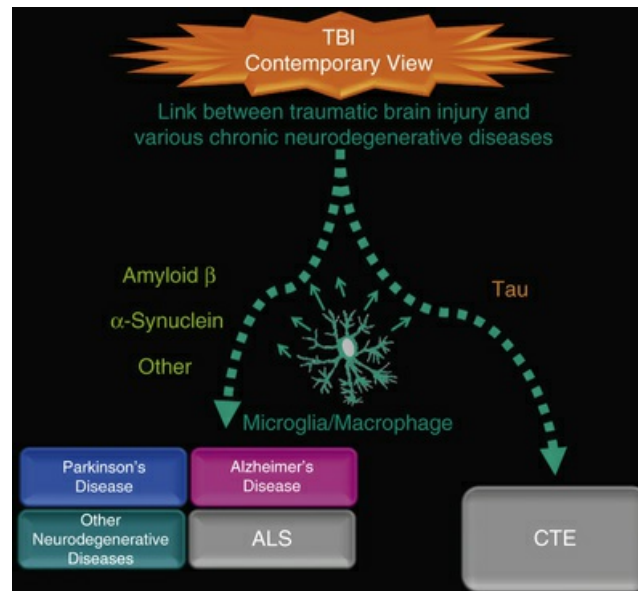 TBI
Contemporary View
Link between traumatic brain injury and
various chronic neurodegenerative diseases
Amyloid β
α-Synuclein
Other
Tau
Microglia/Macrophage
Parkinson's
Disease
Alzheimer's
Disease
Other
Neurodegenerative
Diseases
ALS
CTE